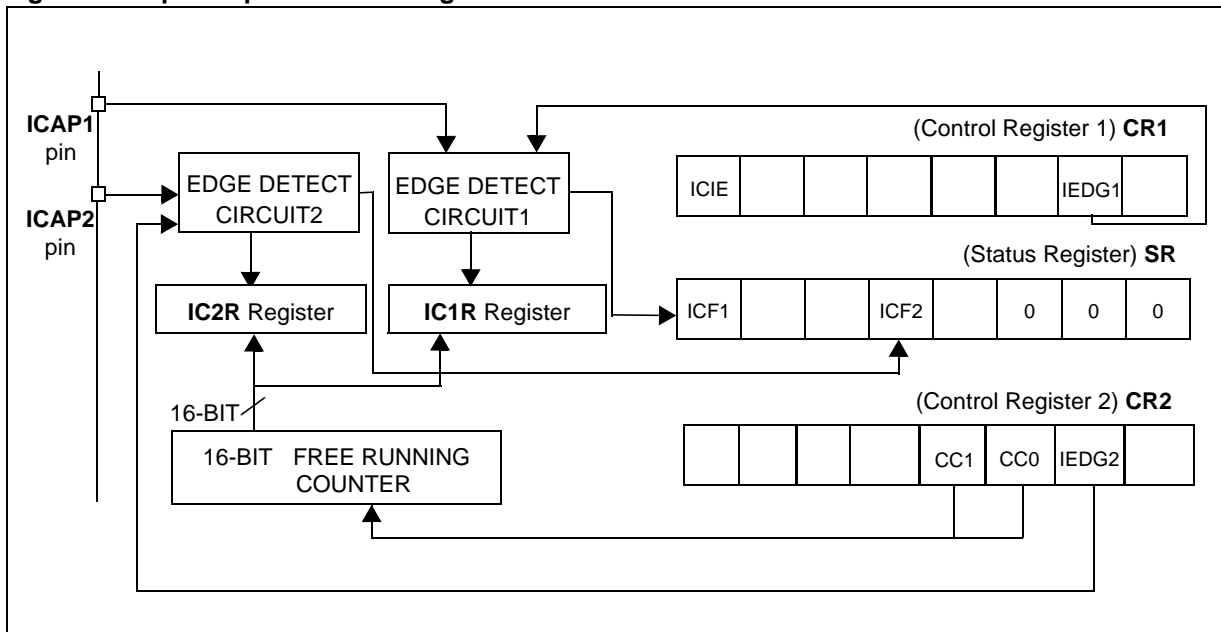 ICAP1
pin
ICAP2
pin
EDGE DETECT
CIRCUIT2
EDGE DETECT
CIRCUIT1
IC2R Register
IC1R Register
16-BIT
16-BIT FREE RUNNING
COUNTER
(Control Register 1) CR1
ICIE
IEDG1
(Status Register) SR
ICF1
ICF2
0
0
0
(Control Register 2) CR2
CC1
CC0
IEDG2